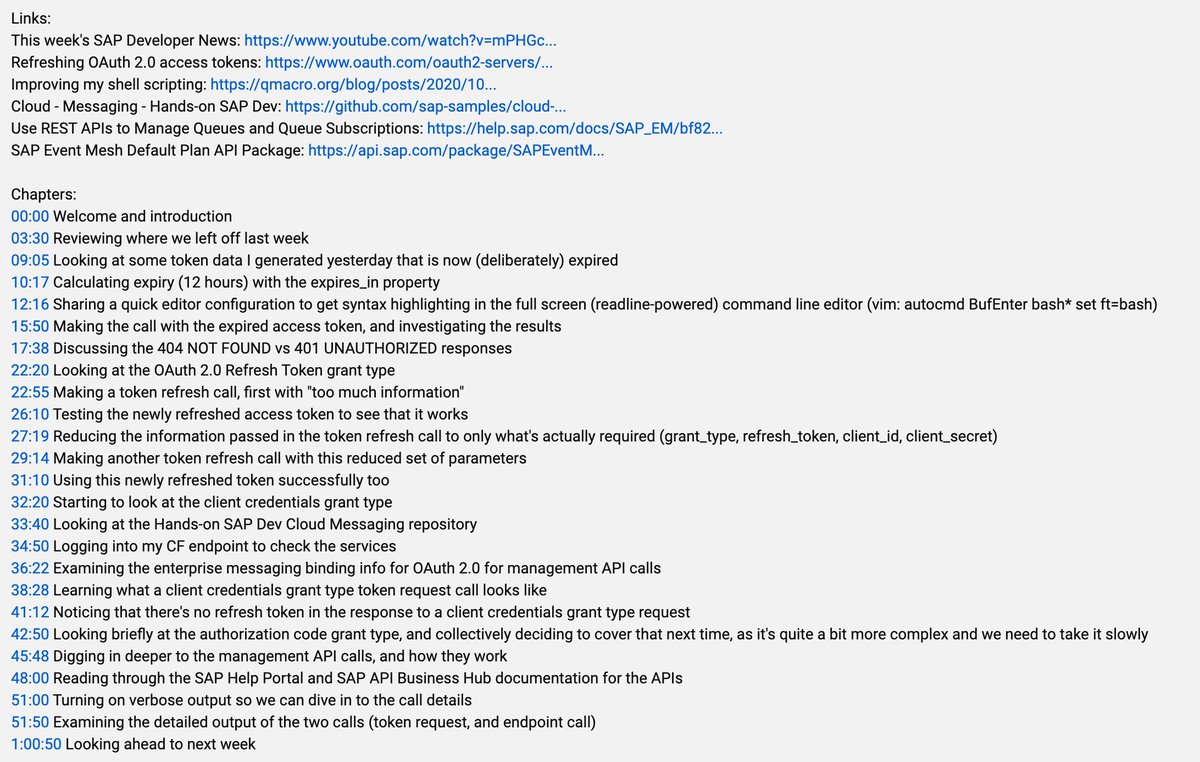 Links:
This week's SAP Developer News: https://www.youtube.com/watch?v=mPHGc...
Refreshing OAuth 2.0 access tokens: https://www.oauth.com/oauth2-servers/...
Improving my shell scripting: https://qmacro.org/blog/posts/2020/10...
Cloud - Messaging - Hands-on SAP Dev: https://github.com/sap-samples/cloud-...
Use REST APIs to Manage Queues and Queue Subscriptions: https://help.sap.com/docs/SAP_EM/bf82...
SAP Event Mesh Default Plan API Package: https://api.sap.com/package/SAPEventM...
Chapters:
00:00 Welcome and introduction
03:30 Reviewing where we left off last week
09:05 Looking at some token data I generated yesterday that is now (deliberately) expired
10:17 Calculating expiry (12 hours) with the expires_in property
12:16 Sharing a quick editor configuration to get syntax highlighting in the full screen (readline-powered) command line editor (vim: autocmd BufEnter bash* set ft=bash)
15:50 Making the call with the expired access token, and investigating the results
17:38 Discussing the 404 NOT FOUND vs 401 UNAUTHORIZED responses
22:20 Looking at the OAuth 2.0 Refresh Token grant type
22:55 Making a token refresh call, first with "too much information"
26:10 Testing the newly refreshed access token to see that it works
27:19 Reducing the information passed in the token refresh call to only what's actually required (grant_type, refresh_token, client_id, client_secret)
29:14 Making another token refresh call with this reduced set of parameters
31:10 Using this newly refreshed token successfully too
32:20 Starting to look at the client credentials grant type
33:40 Looking at the Hands-on SAP Dev Cloud Messaging repository
34:50 Logging into my CF endpoint to check the services
36:22 Examining the enterprise messaging binding info for OAuth 2.0 for management API calls
38:28 Learning what a client credentials grant type token request call looks like
41:12 Noticing that there's no refresh token in the response to a client credentials grant type request
42:50 Looking briefly at the authorization code grant type, and collectively deciding to cover that next time, as it's quite a bit more complex and we need to take it slowly
45:48 Digging in deeper to the management API calls, and how they work
48:00 Reading through the SAP Help Portal and SAP API Business Hub documentation for the APIs
51:00 Turning on verbose output so we can dive in to the call details
51:50 Examining the detailed output of the two calls (token request, and endpoint call)
1:00:50 Looking ahead to next week